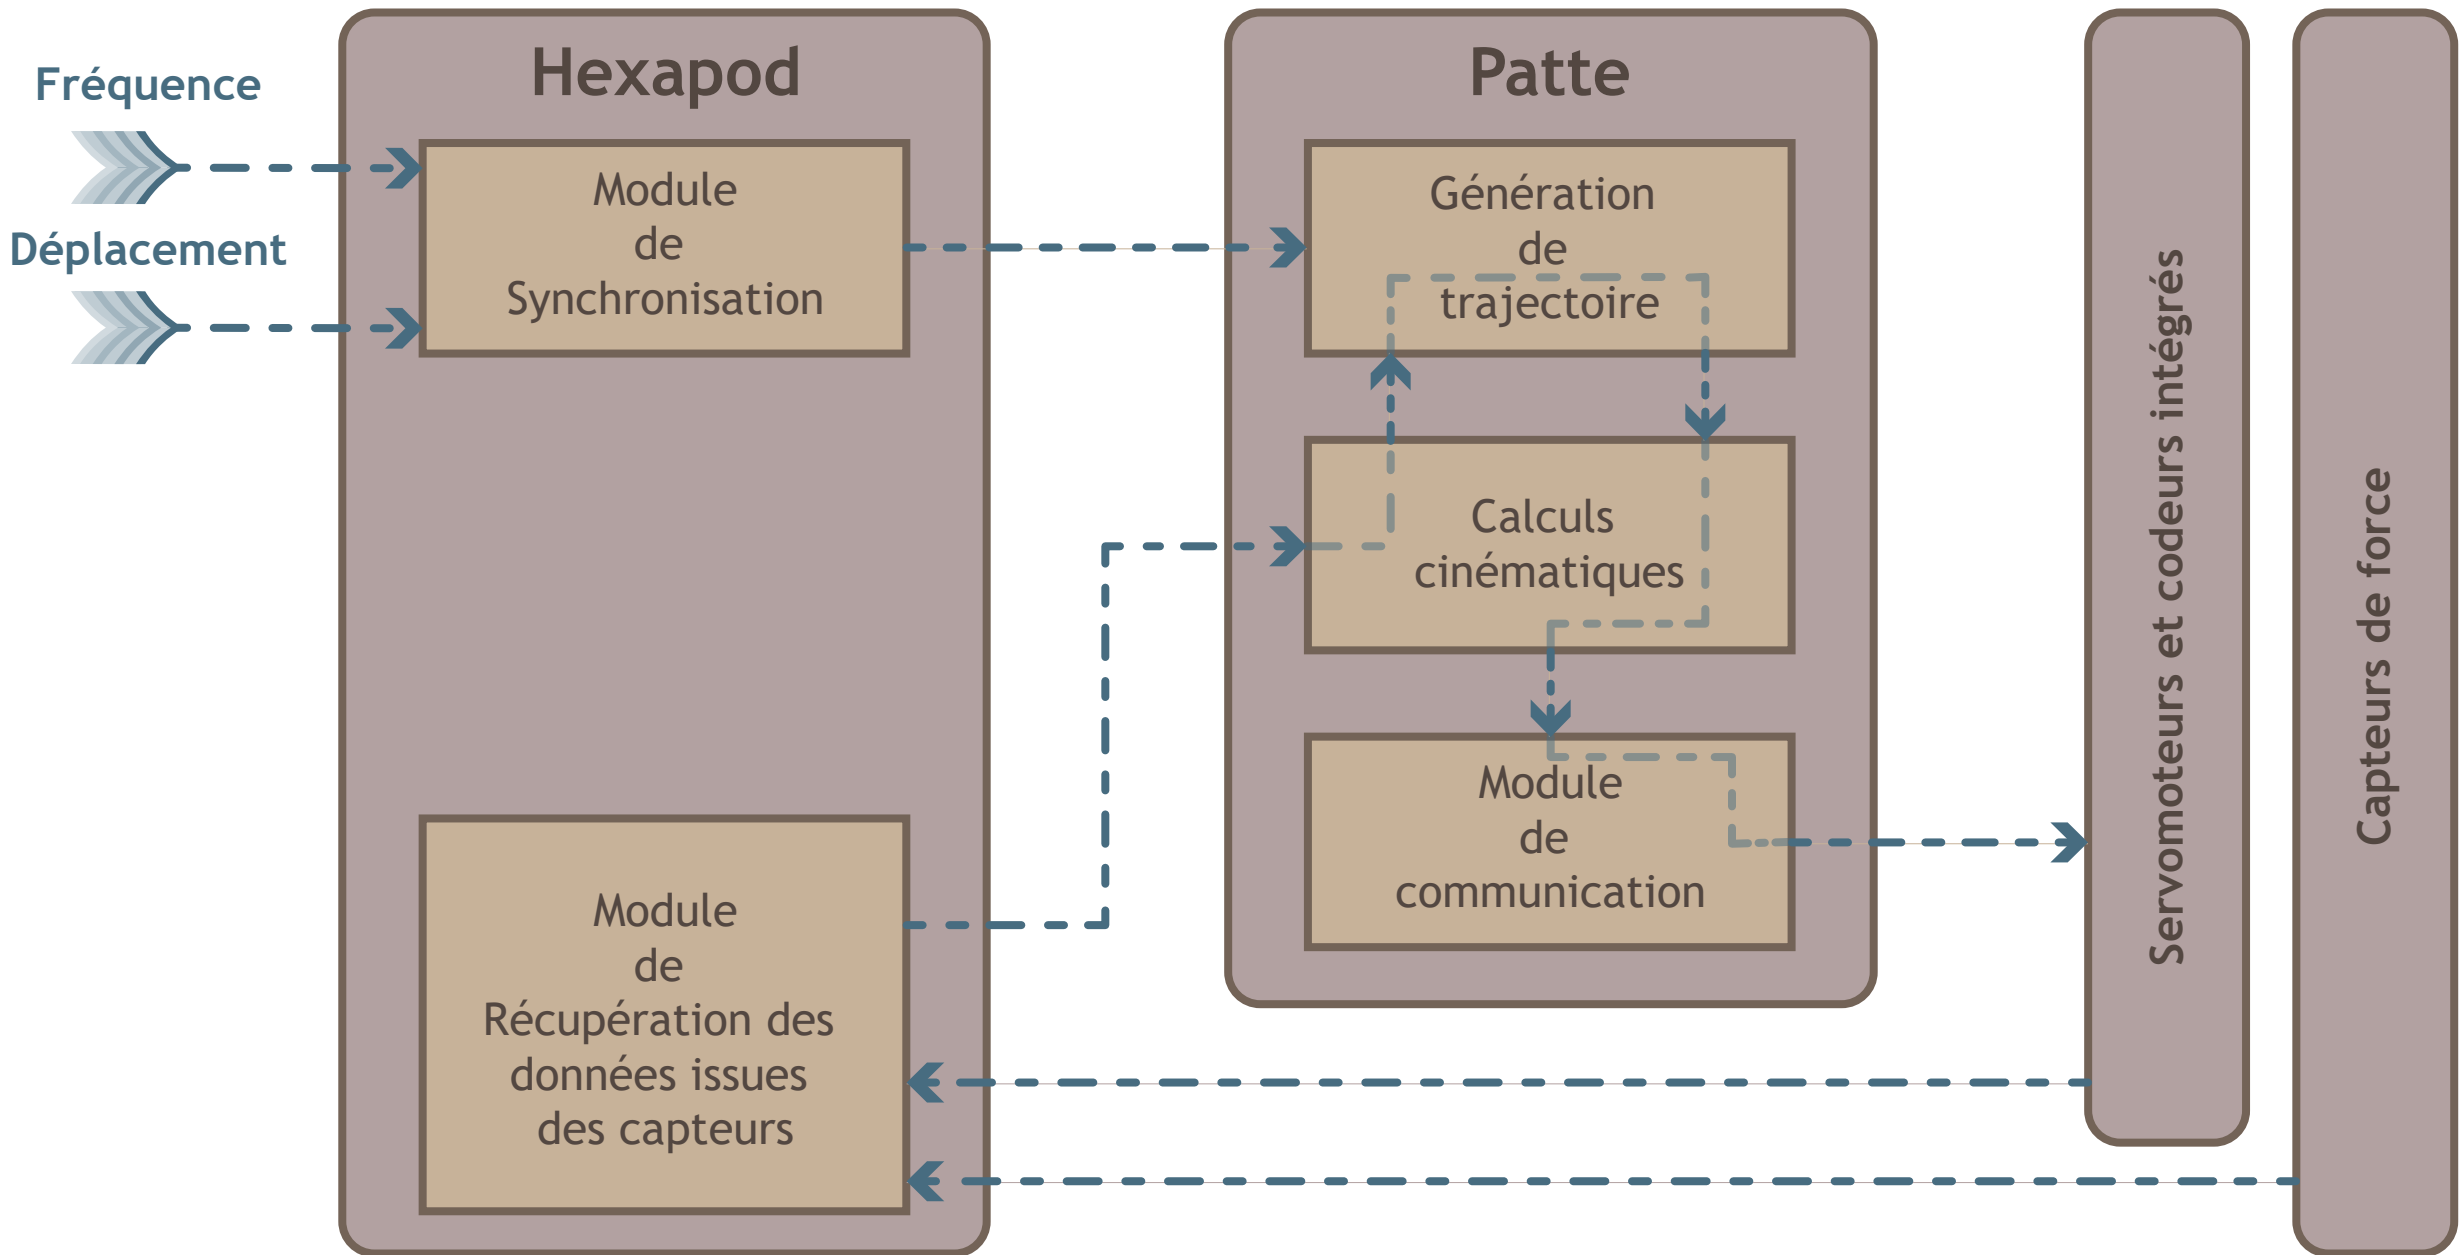 Fréquence
Déplacement
Hexapod
Module
de
Synchronisation
Module
de
Récupération des
données issues
des capteurs
Patte
Génération
de
trajectoire
Calculs
cinématiques
Module
de
communication
Servomoteurs et codeurs intégrés
Capteurs de force